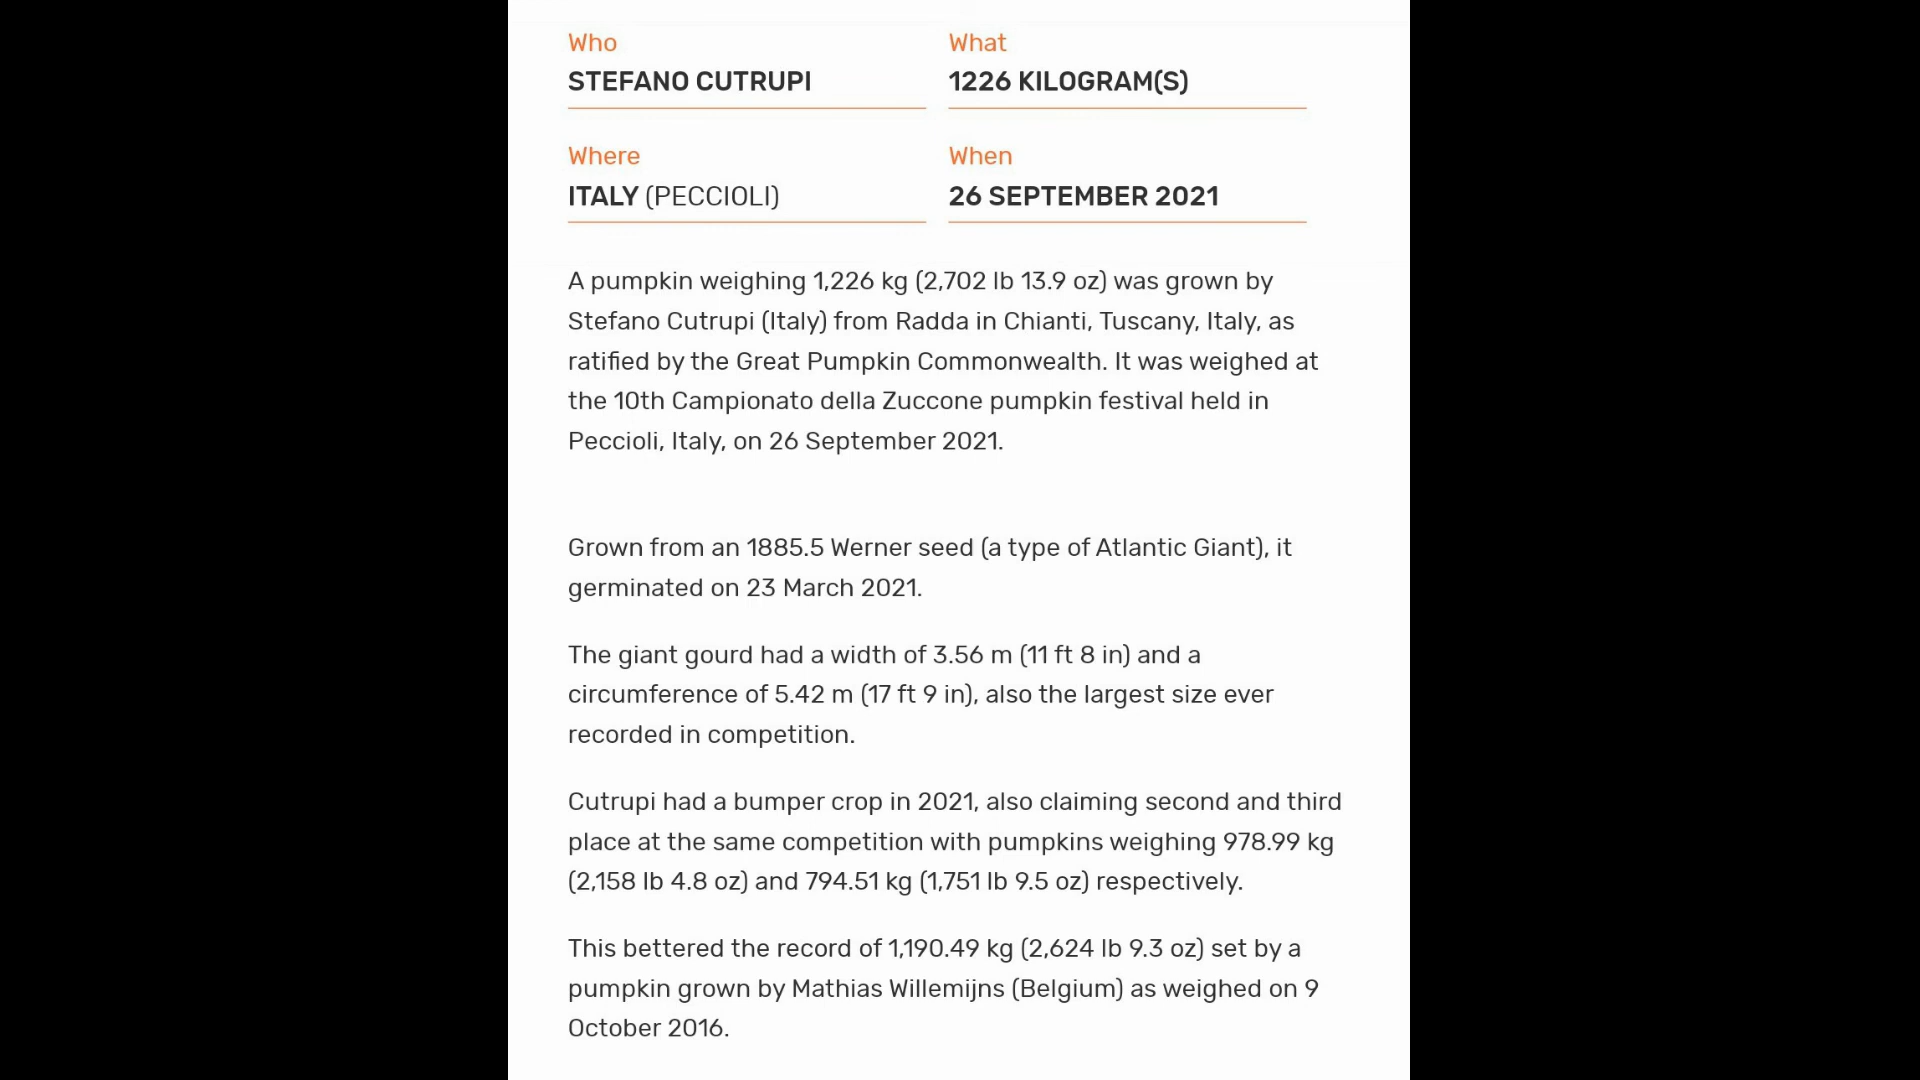 Who
STEFANO CUTRUPI
What
1226 KILOGRAM(S)
Where
ITALY (PECCIOLI)
When
26 SEPTEMBER 2021
A pumpkin weighing 1,226 kg (2,702 lb 13.9 oz) was grown by
Stefano Cutrupi (Italy) from Radda in Chianti, Tuscany, Italy, as
ratified by the Great Pumpkin Commonwealth. It was weighed at
the 10th Campionato della Zuccone pumpkin festival held in
Peccioli, Italy, on 26 September 2021.
Grown from an 1885.5 Werner seed (a type of Atlantic Giant), it
germinated on 23 March 2021.
The giant gourd had a width of 3.56 m (11 ft 8 in) and a
circumference of 5.42 m (17 ft 9 in), also the largest size ever
recorded in competition.
Cutrupi had a bumper crop in 2021, also claiming second and third
place at the same competition with pumpkins weighing 978.99 kg
(2,158 lb 4.8 oz) and 794.51 kg (1,751 lb 9.5 oz) respectively.
This bettered the record of 1,190.49 kg (2,624 lb 9.3 oz) set by a
pumpkin grown by Mathias Willemijns (Belgium) as weighed on 9
October 2016.